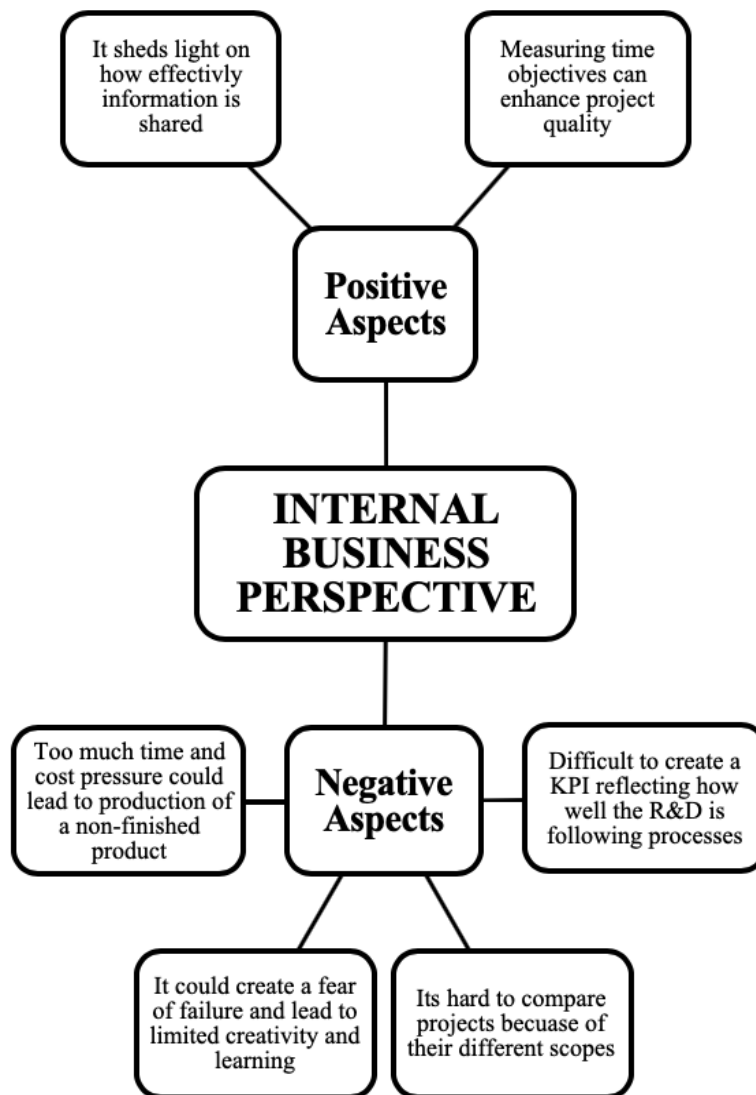 It sheds light on
how effectivly
information is
shared
Measuring time
objectives can
enhance project
quality
Positive
Aspects
INTERNAL
BUSINESS
PERSPECTIVE
Too much time and
cost pressure could
lead to production of
a non-finished
product
Negative
Aspects
Difficult to create a
KPI reflecting how
well the R&D is
following processes
It could create a fear
of failure and lead to
limited creativity and
learning
Its hard to compare
projects becuase of
their different scopes